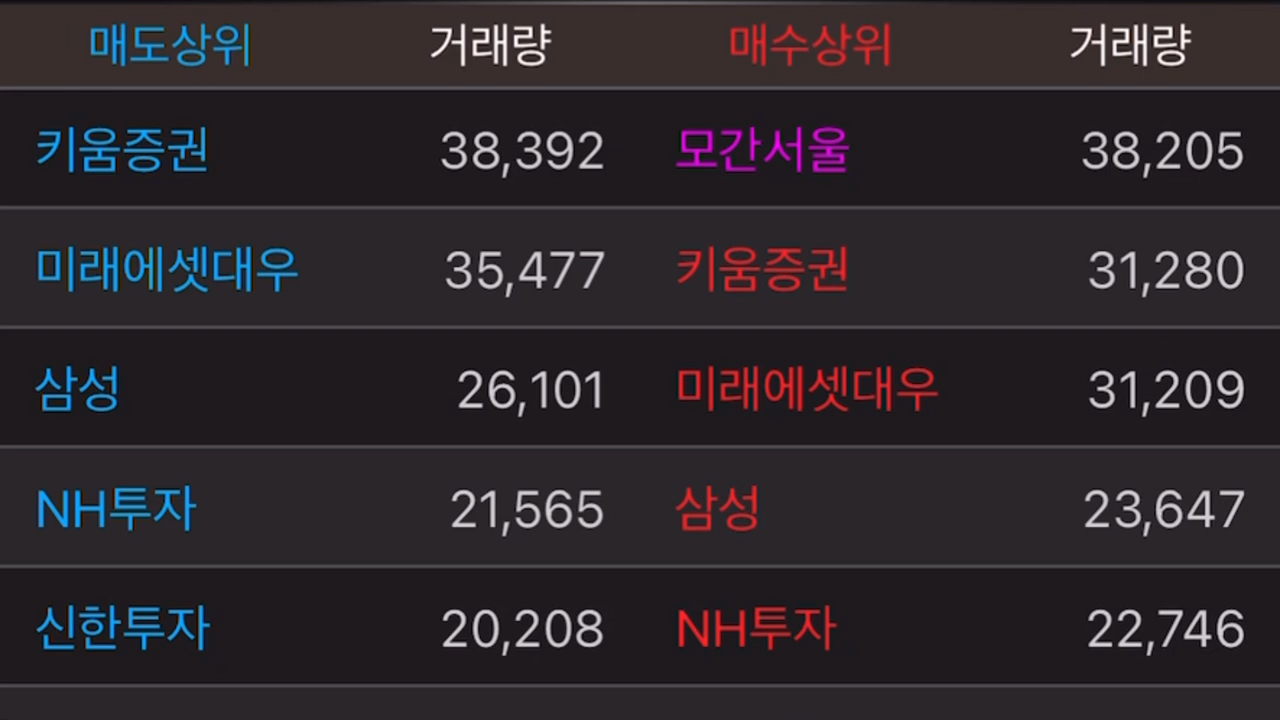 매도상위 거래량 매수상위 거래량
키움증권 38,392 모간서울 38,205
미래에셋대우 35,477 키움증권 31,280
삼성 26,101 미래에셋대우 31,209
NH투자 21,565 삼성 23,647
신한투자 20,208 NH투자 22,746